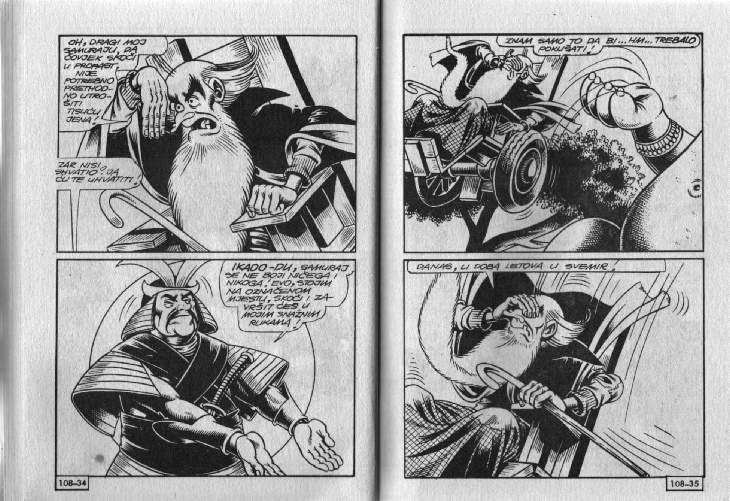 OH, DRAGI MOJ
SAMURAJU, DA
ČOVJEK SKOČI
U PROPAST,
NIJE
POTREBNO
PRETHOD-
NO UTRO-
ŠITI
TISUĆU
JENA!
ZAR NISI
SHVATIO? JA
ĆU TE UHVATITI!
IKADO-DU, SAMURAJ
SE NE BOJI NIČEGA I
NIKOGA! EVO, STOJIM
NA OZNAČENOM
MJESTU, SKOČI I ZA-
VRŠIT ĆEŠ U
MOJIM SNAŽNIM
RUKAMA!
108-34
ZNAM SAMO TO DA BI...HM...TREBALO
POKUŠATI!
DANAS, U DOBA LETOVA U SVEMIR!
108-35